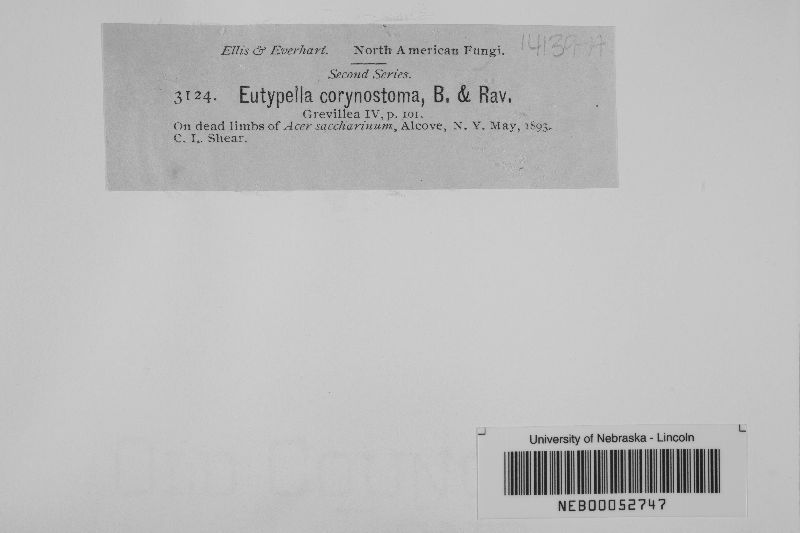 Ellis & Everhart. North American Fungi.
14139-A
Second Series.
3124. Eutypella corynostoma, B. & Rav.
Grevillea IV, p. 101.
On dead limbs of Acer saccharinum, Alcove, N. Y. May, 1893.
C. L. Shear.
University of Nebraska - Lincoln
NEB00052747